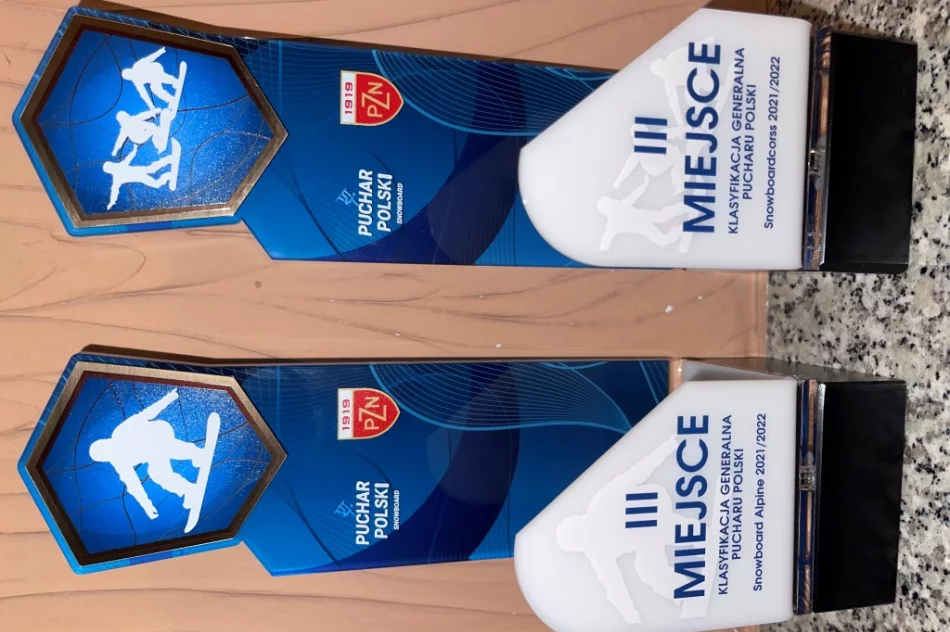 1919
PZN
PUCHAR
POLSKI
SNOWBOARD
III
MIEJSCE
KLASYFIKACJA GENERALNA
PUCHARU POLSKI
Snowboardcorss 2021/2022
1919
PZN
PUCHAR
POLSKI
SNOWBOARD
III
MIEJSCE
KLASYFIKACJA GENERALNA
PUCHARU POLSKI
Snowboard Alpine 2021/2022